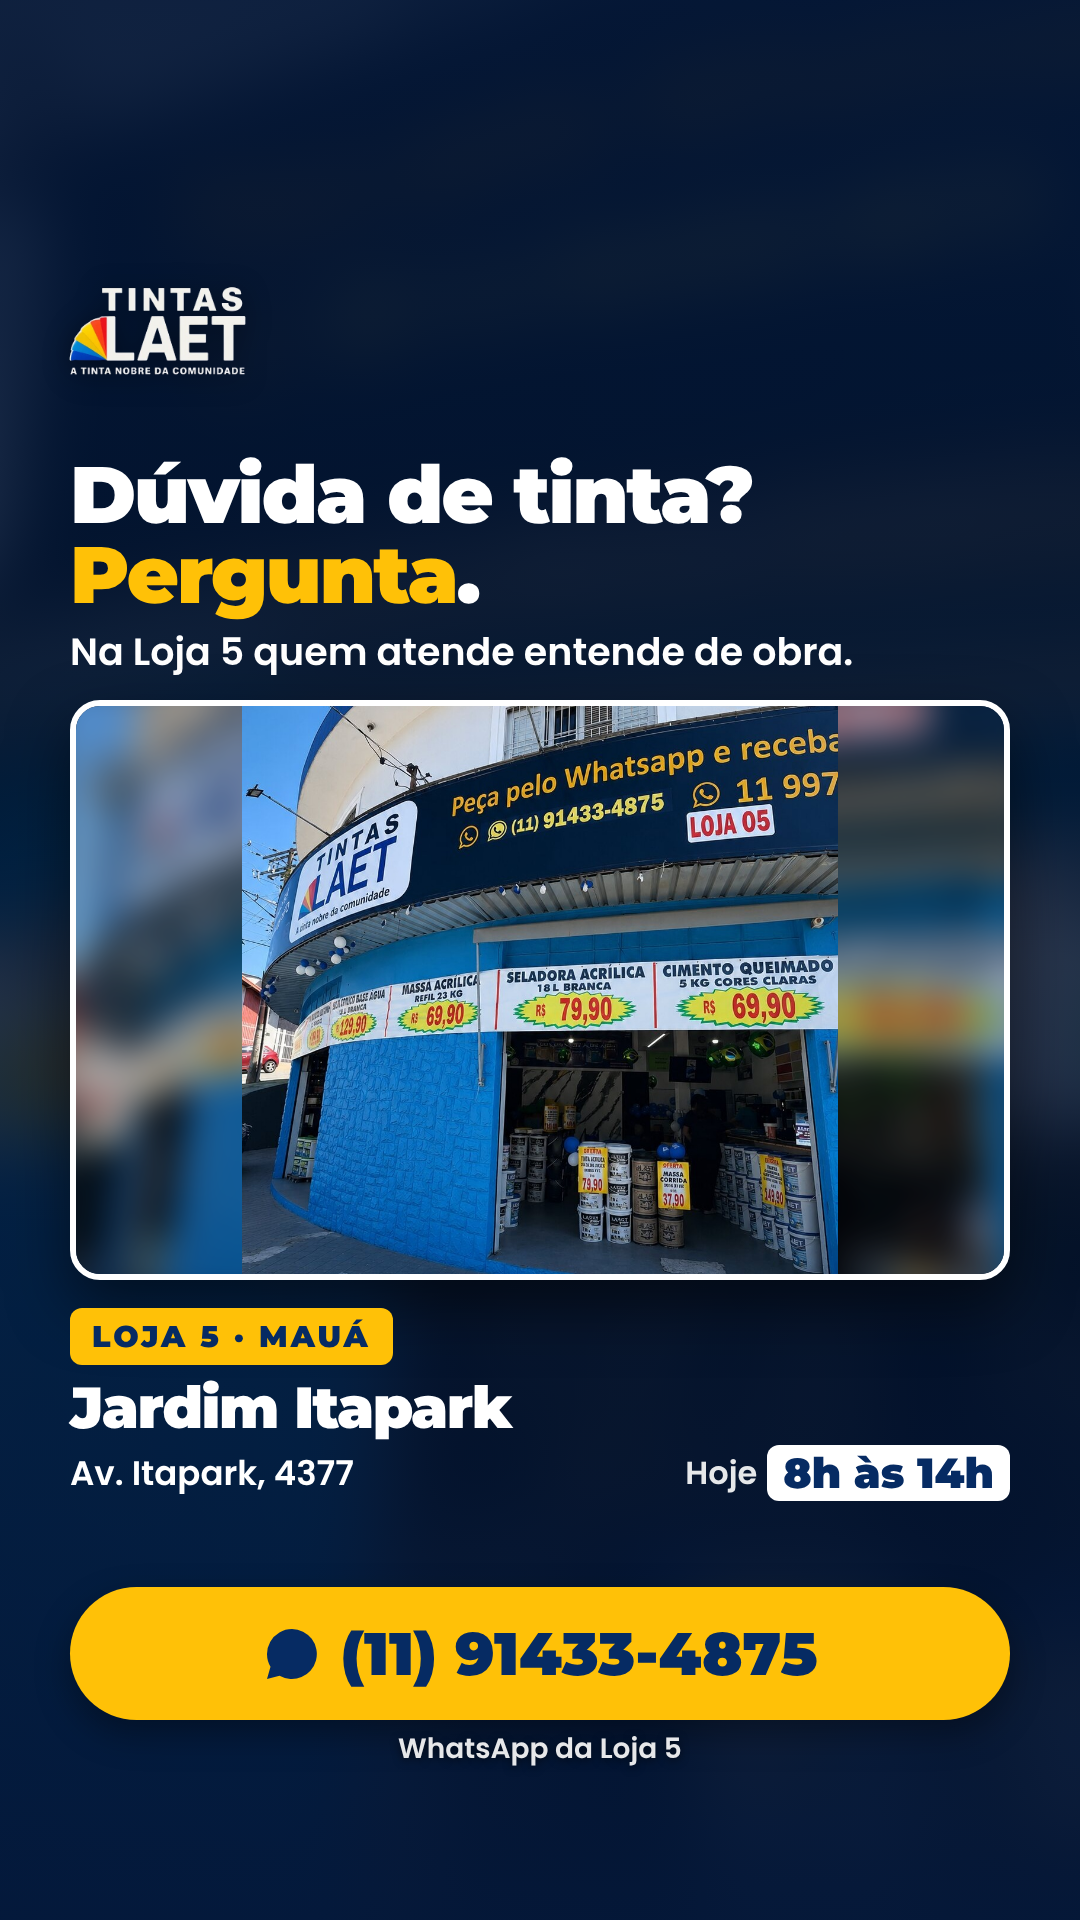 TINTAS
LAET
A TINTA NOBRE DA COMUNIDADE
Dúvida de tinta?
Pergunta.
Na Loja 5 quem atende entende de obra.
Peça pelo Whatsapp e receba
(11) 91433-4875
11 997
LOJA 05
TINTAS
LAET
A tinta nobre da comunidade
MASSA ACRÍLICA
REFIL 23 KG
R$ 69,90
SELADORA ACRÍLICA
18 L BRANCA
R$ 79,90
CIMENTO QUEIMADO
5 KG CORES CLARAS
R$ 69,90
129,90
OFERTA
79,90
OFERTA
MASSA
CORRIDA
37,90
149,90
LOJA 5 • MAUÁ
Jardim Itapark
Av. Itapark, 4377
Hoje 8h às 14h
(11) 91433-4875
WhatsApp da Loja 5